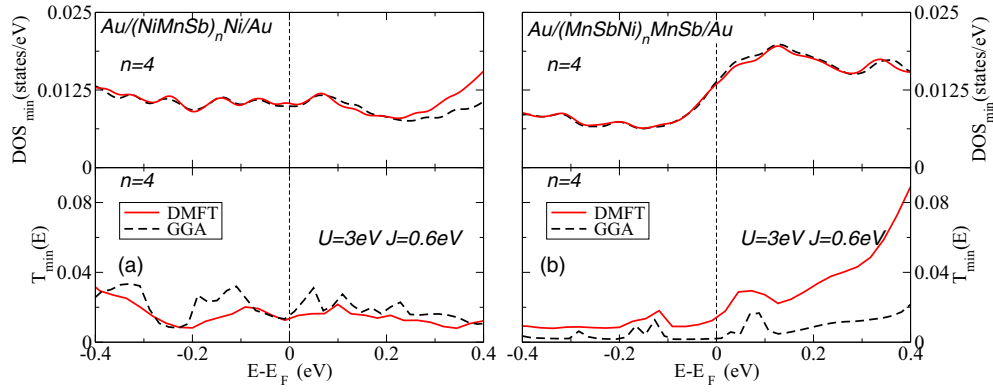 Au/(NiMnSb)nNi/Au
n=4
DOSmin(states/eV)
0.025
0.0125
0
n=4
DMFT
GGA
U=3eV J=0.6eV
(a)
Tmin(E)
0.08
0.04
0
-0.4 -0.2 0 0.2 0.4
E-EF (eV)
Au/(MnSbNi)nMnSb/Au
n=4
DOSmin(states/eV)
0.025
0.0125
0
n=4
DMFT
GGA
U=3eV J=0.6eV
(b)
Tmin(E)
0.08
0.04
0
-0.4 -0.2 0 0.2 0.4
E-EF (eV)